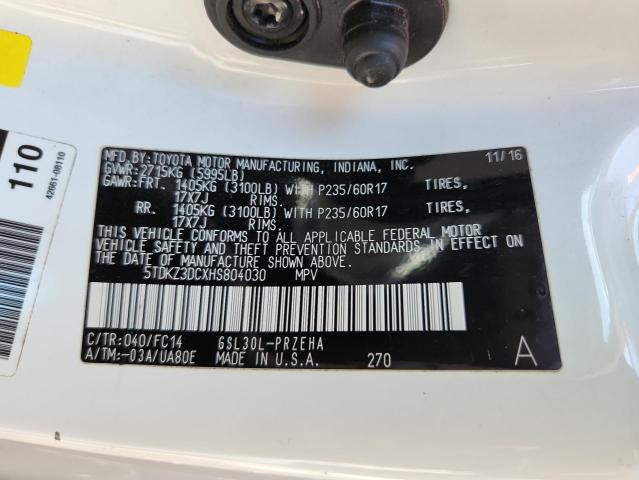 110
42661-08110
MFD.BY: TOYOTA MOTOR MANUFACTURING, INDIANA, INC. 11/16
GVWR:2715KG (5995LB)
GAWR:FRT. 1405KG (3100LB) WITH P235/60R17 TIRES,
17X7J RIMS.
RR. 1405KG (3100LB) WITH P235/60R17 TIRES,
17X7J RIMS.
THIS VEHICLE CONFORMS TO ALL APPLICABLE FEDERAL MOTOR
VEHICLE SAFETY AND THEFT PREVENTION STANDARDS IN EFFECT ON
THE DATE OF MANUFACTURE SHOWN ABOVE.
5TDKZ3DCXHS804030 MPV
C/TR:040/FC14 GSL30L-PRZEHA
A/TM:-03A/UA80E MADE IN U.S.A. 270 A